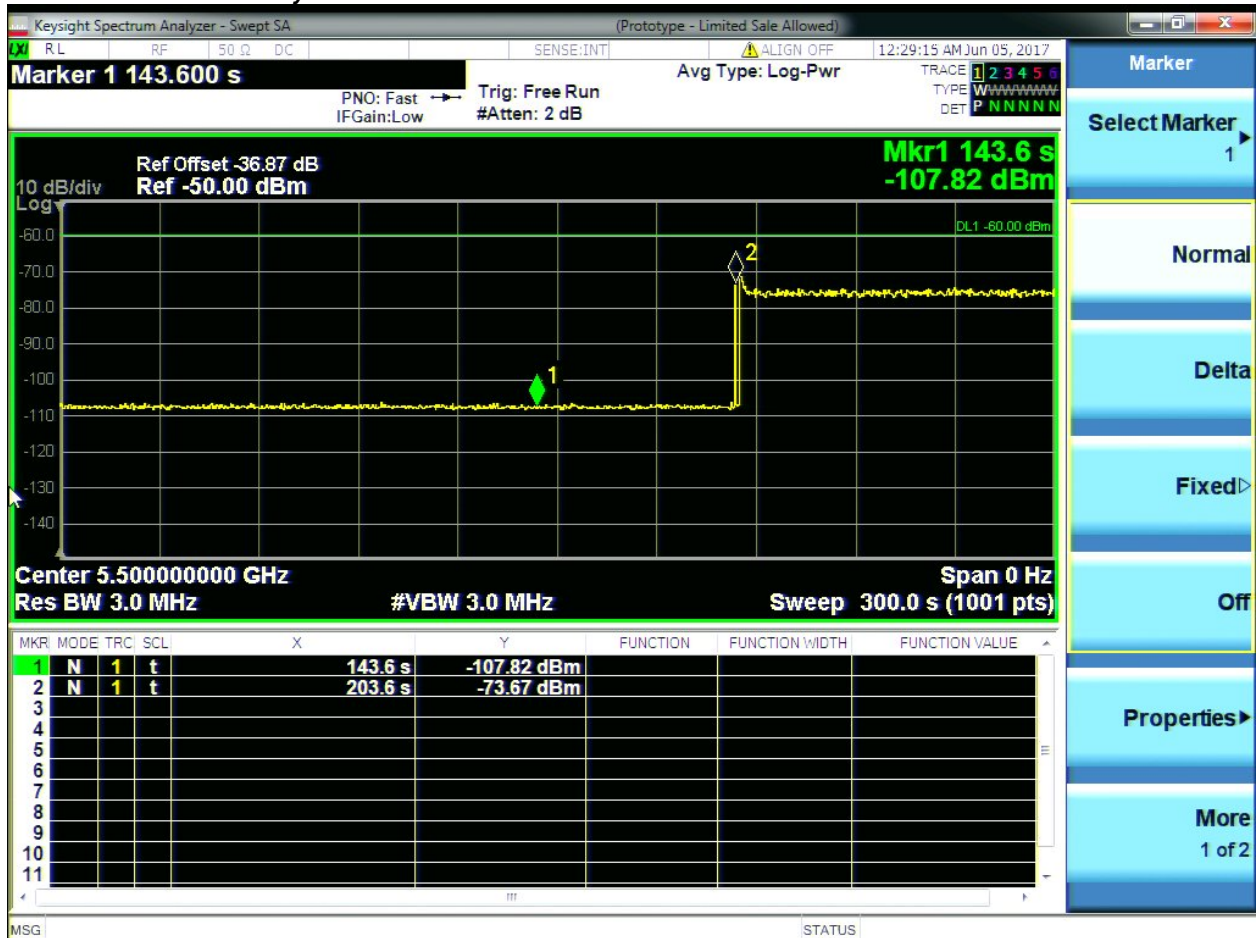 Keysight Spectrum Analyzer - Swept SA (Prototype - Limited Sale Allowed)
LXI RL RF 50 Ω DC SENSE:INT ALIGN OFF 12:29:15 AM Jun 05, 2017
Marker 1 143.600 s
PNO: Fast
IFGain:Low
Trig: Free Run
#Atten: 2 dB
Avg Type: Log-Pwr
TRACE 1 2 3 4 5 6
TYPE WWWWWW
DET P N N N N N
Ref Offset -36.87 dB
10 dB/div Ref -50.00 dBm
Log
Mkr1 143.6 s
-107.82 dBm
DL1 -60.00 dBm
-60.0
-70.0
-80.0
-90.0
-100
-110
-120
-130
-140
1
2
Center 5.500000000 GHz Span 0 Hz
Res BW 3.0 MHz #VBW 3.0 MHz Sweep 300.0 s (1001 pts)
MKR MODE TRC SCL X Y FUNCTION FUNCTION WIDTH FUNCTION VALUE
1 N 1 t 143.6 s -107.82 dBm
2 N 1 t 203.6 s -73.67 dBm
3
4
5
6
7
8
9
10
11
MSG STATUS
Marker
Select Marker
1
Normal
Delta
Fixed
Off
Properties
More
1 of 2